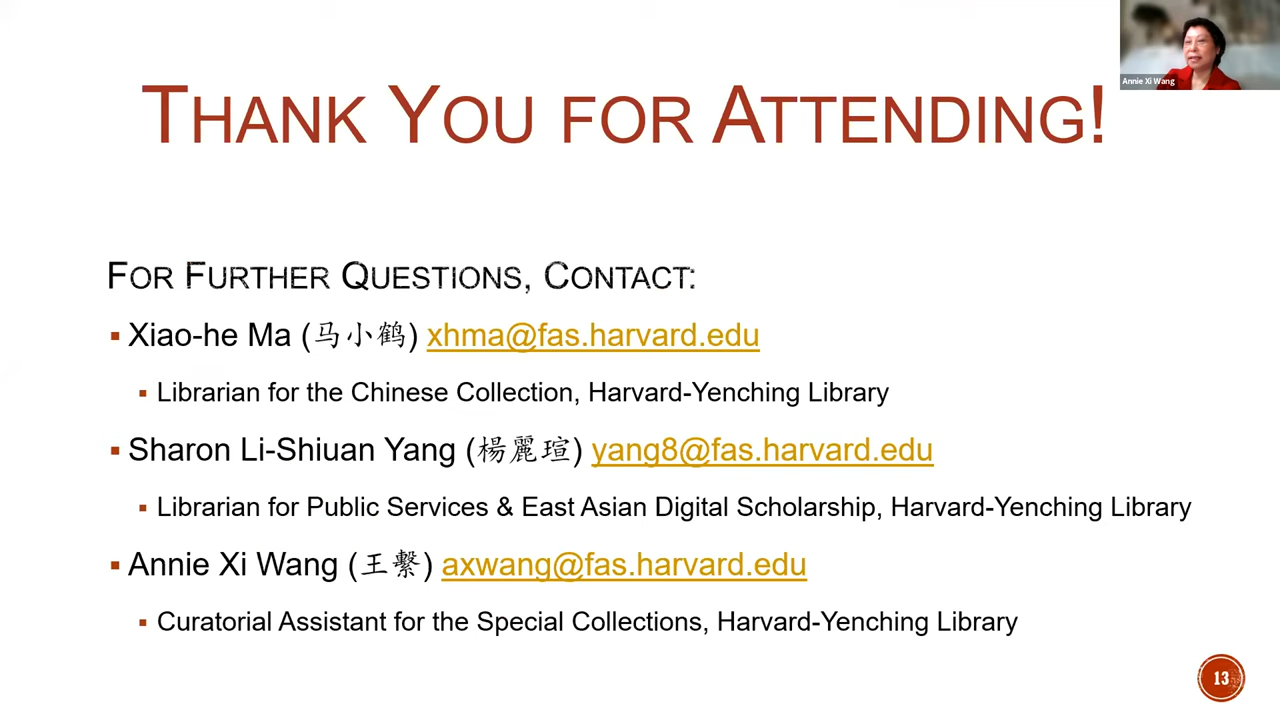 Annie Xi Wang
THANK YOU FOR ATTENDING!
FOR FURTHER QUESTIONS, CONTACT:
Xiao-he Ma (马小鹤) xhma@fas.harvard.edu
Librarian for the Chinese Collection, Harvard-Yenching Library
Sharon Li-Shiuan Yang (楊麗瑄) yang8@fas.harvard.edu
Librarian for Public Services & East Asian Digital Scholarship, Harvard-Yenching Library
Annie Xi Wang (王繫) axwang@fas.harvard.edu
Curatorial Assistant for the Special Collections, Harvard-Yenching Library
13